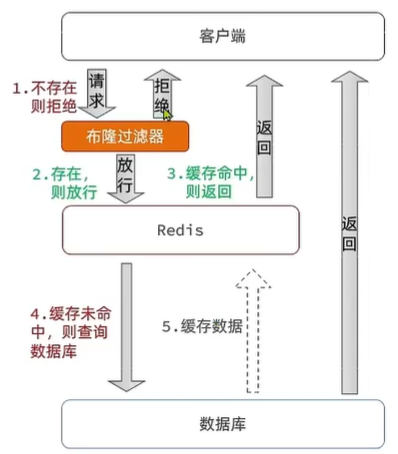 客户端
1.不存在
则拒绝
请求
拒绝
布隆过滤器
2.存在，
则放行
放行
3.缓存命中，
则返回
返回
Redis
返回
4.缓存未命
中，则查询
数据库
5.缓存数据
数据库